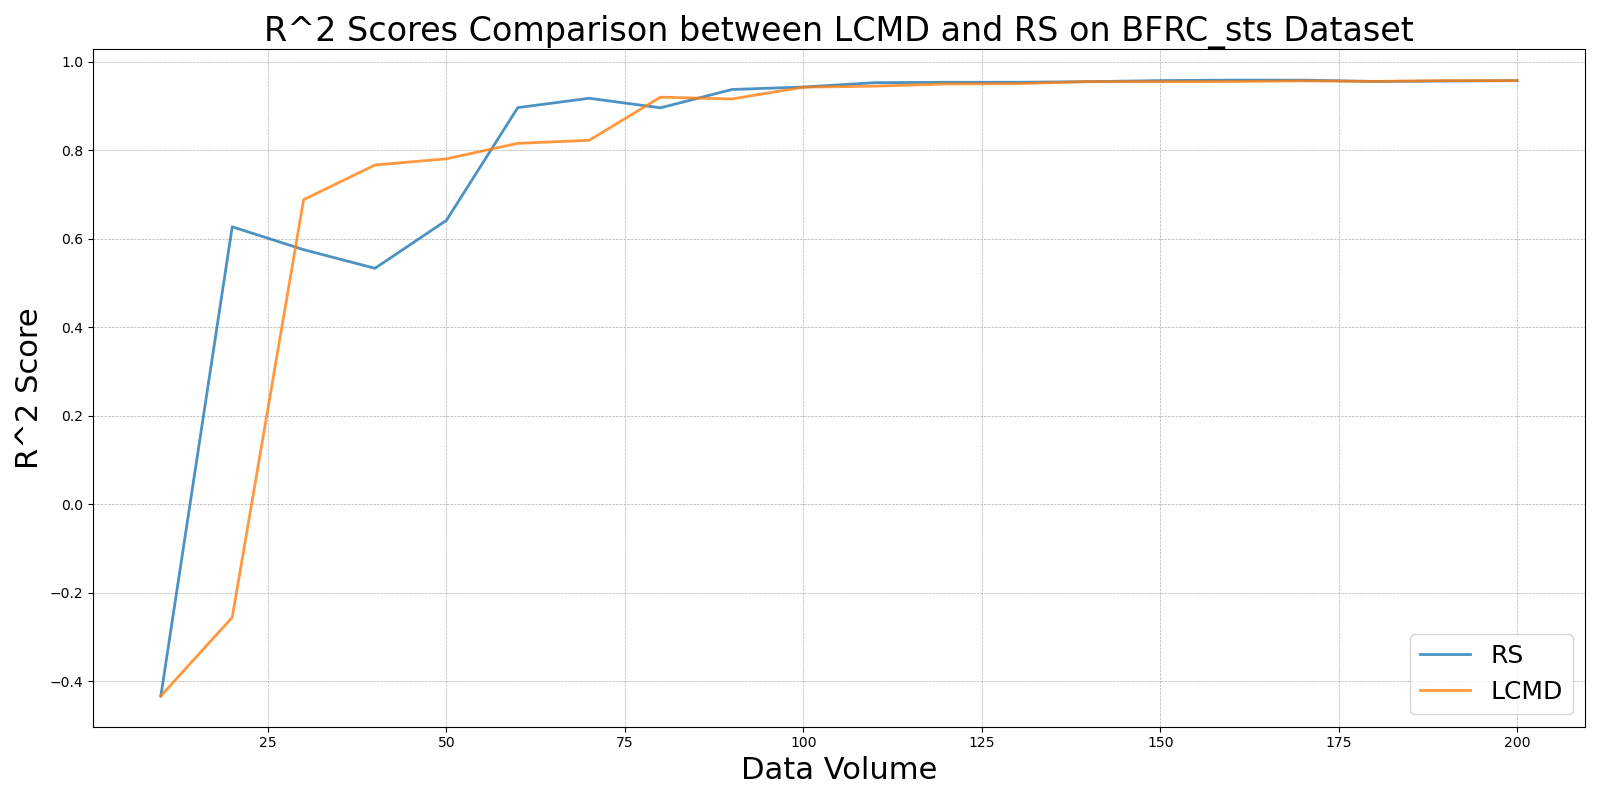 R^2 Scores Comparison between LCMD and RS on BFRC_sts Dataset
R^2 Score
1.0
0.8
0.6
0.4
0.2
0.0
−0.2
−0.4
RS
LCMD
25 50 75 100 125 150 175 200
Data Volume